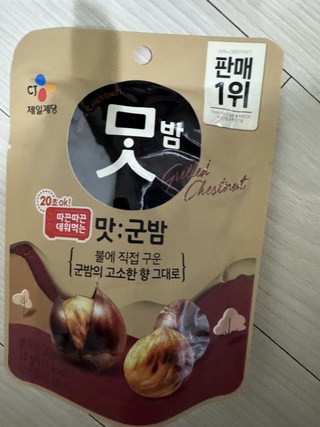 CJ
제일제당
판매
1위
맛밤
Grilled
Chestnut
20초 ok!
따끈따끈
데워먹는
맛:군밤
불에 직접 구운
군밤의 고소한 향 그대로